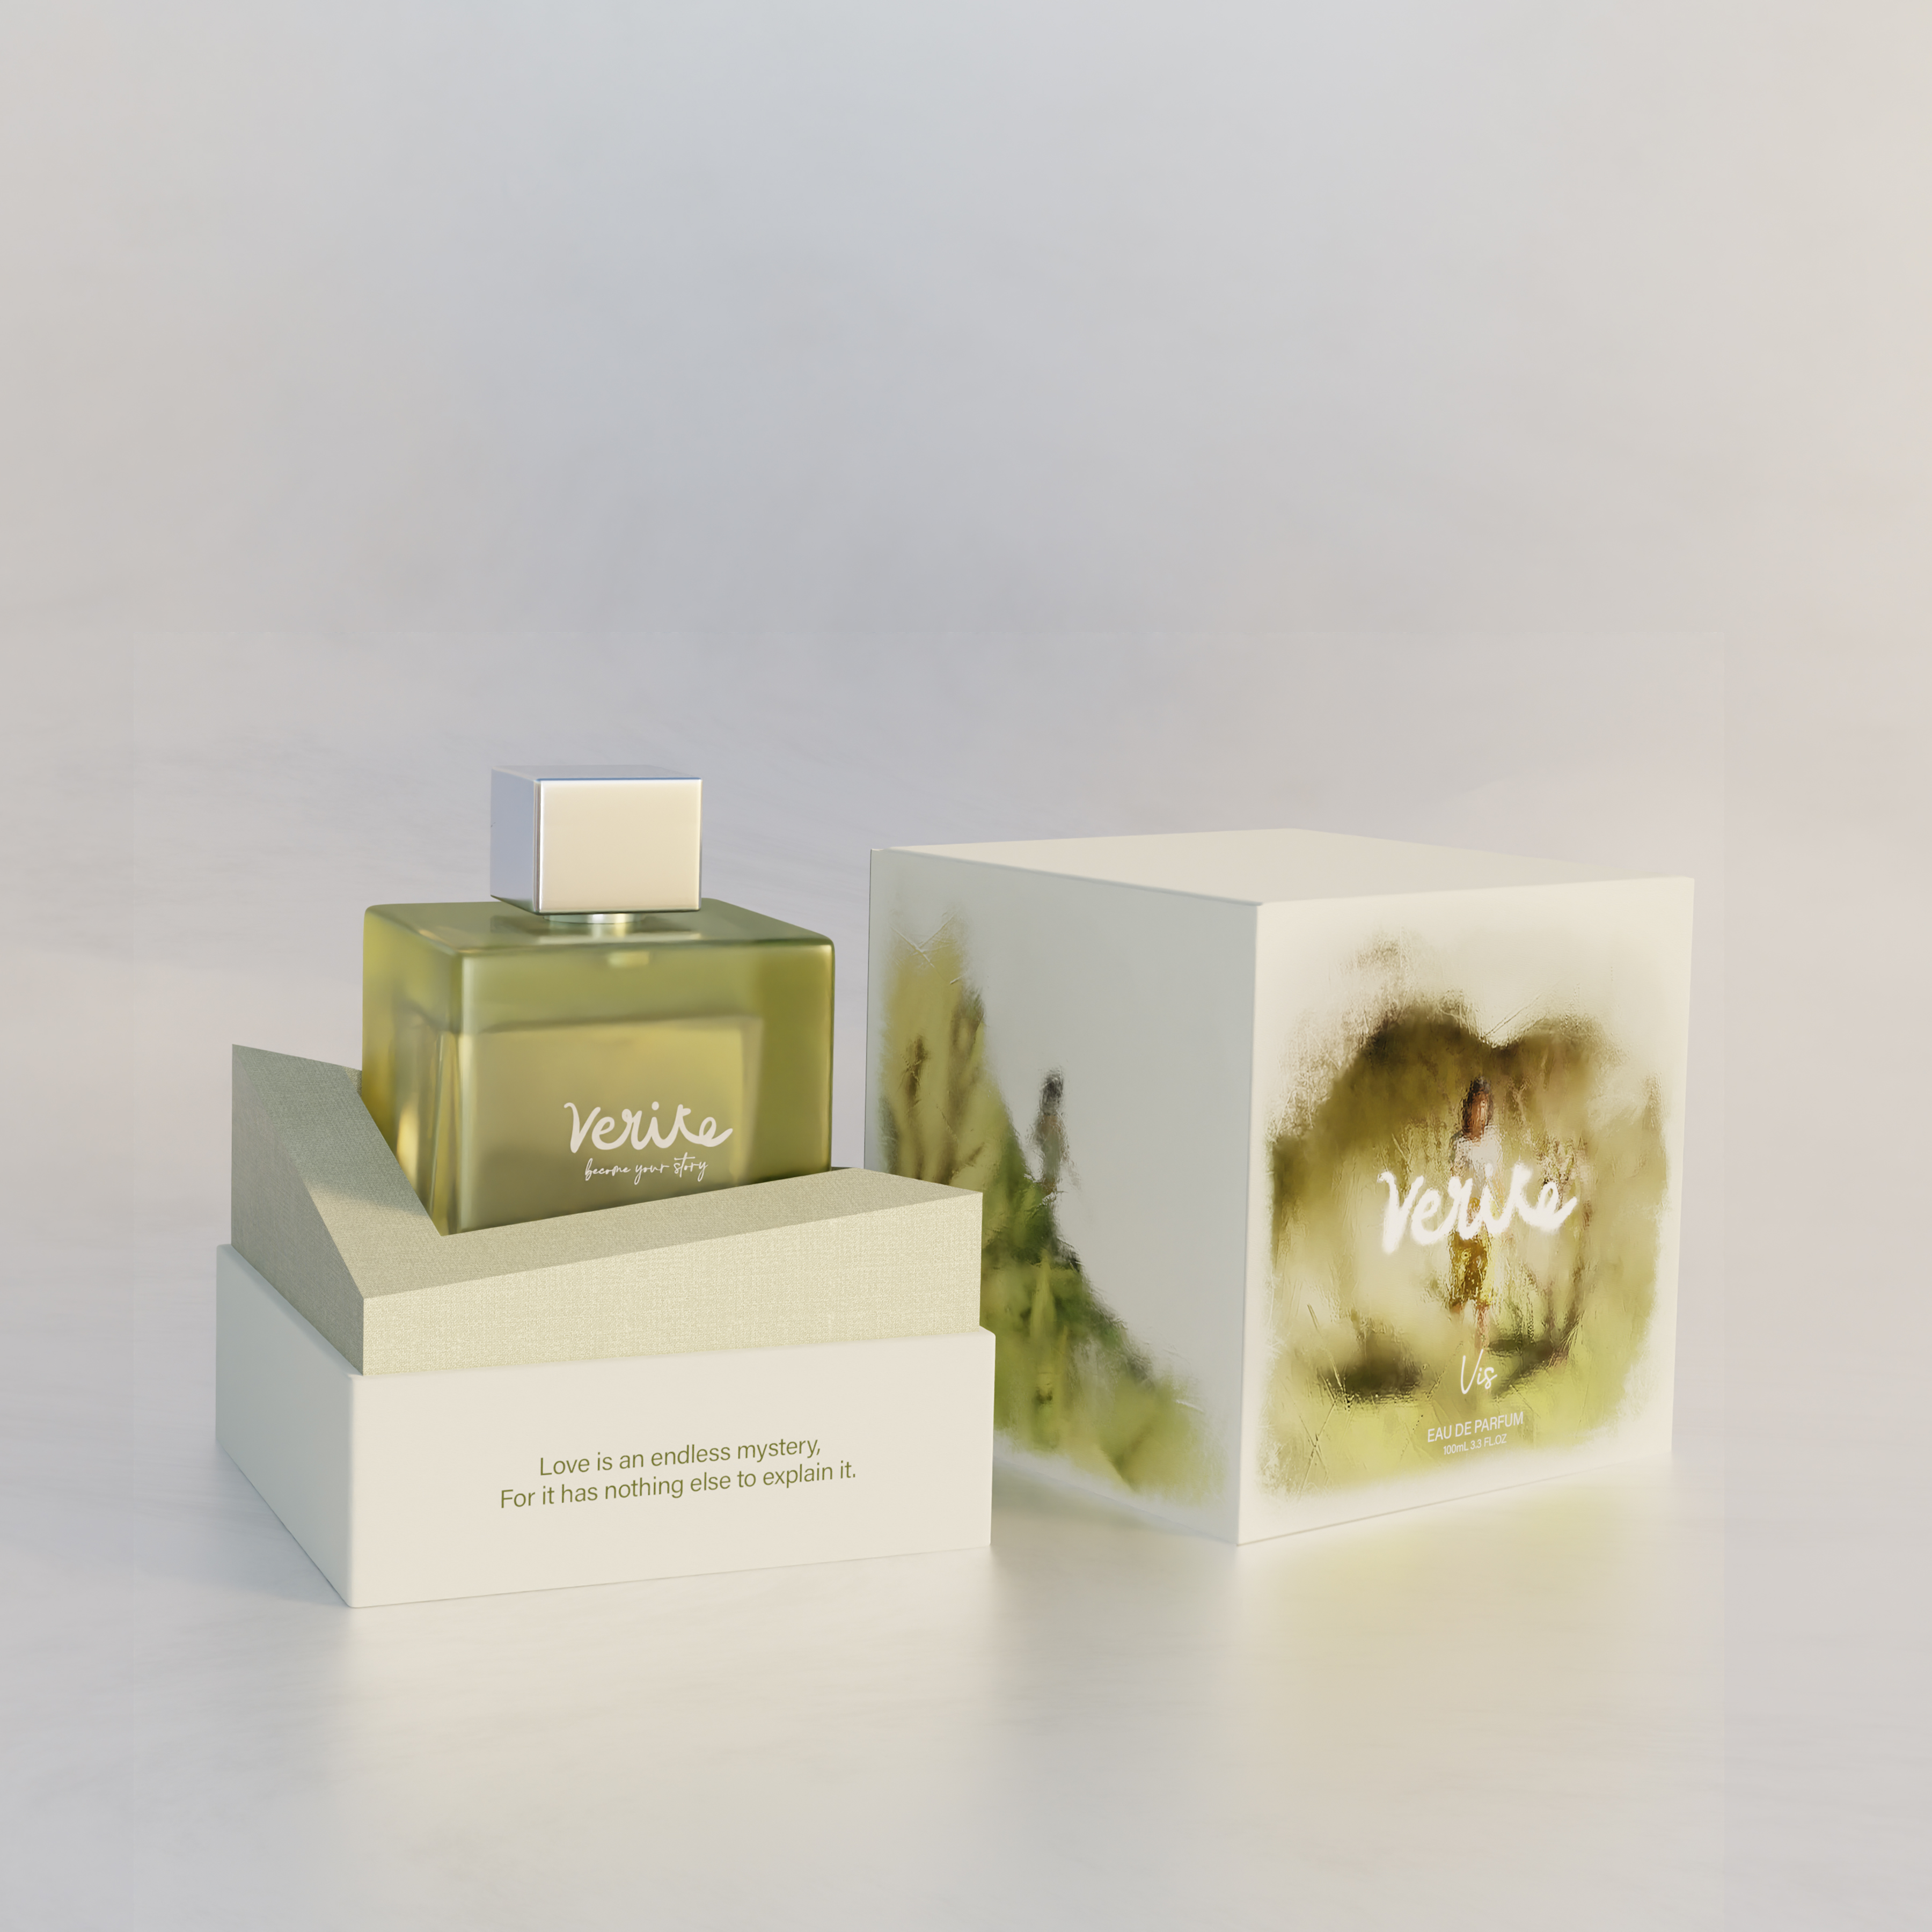 Verite
become your story
Love is an endless mystery,
For it has nothing else to explain it.
Verite
Vis
EAU DE PARFUM
100mL 3.3 FL.OZ